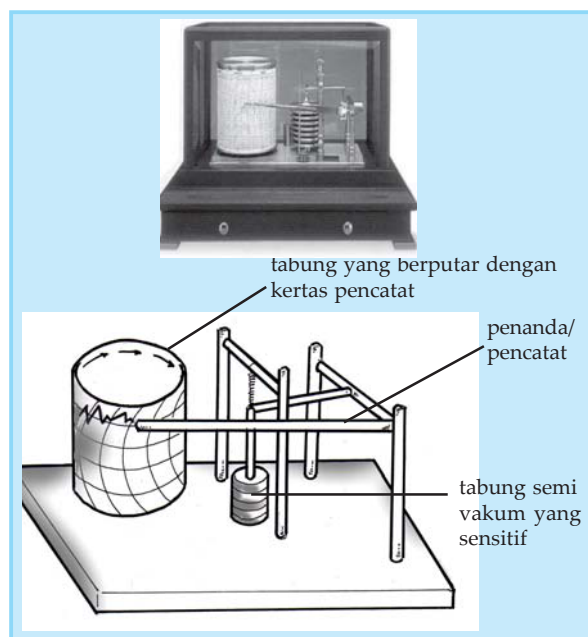 tabung yang berputar dengan
kertas pencatat
penanda/
pencatat
tabung semi
vakum yang
sensitif